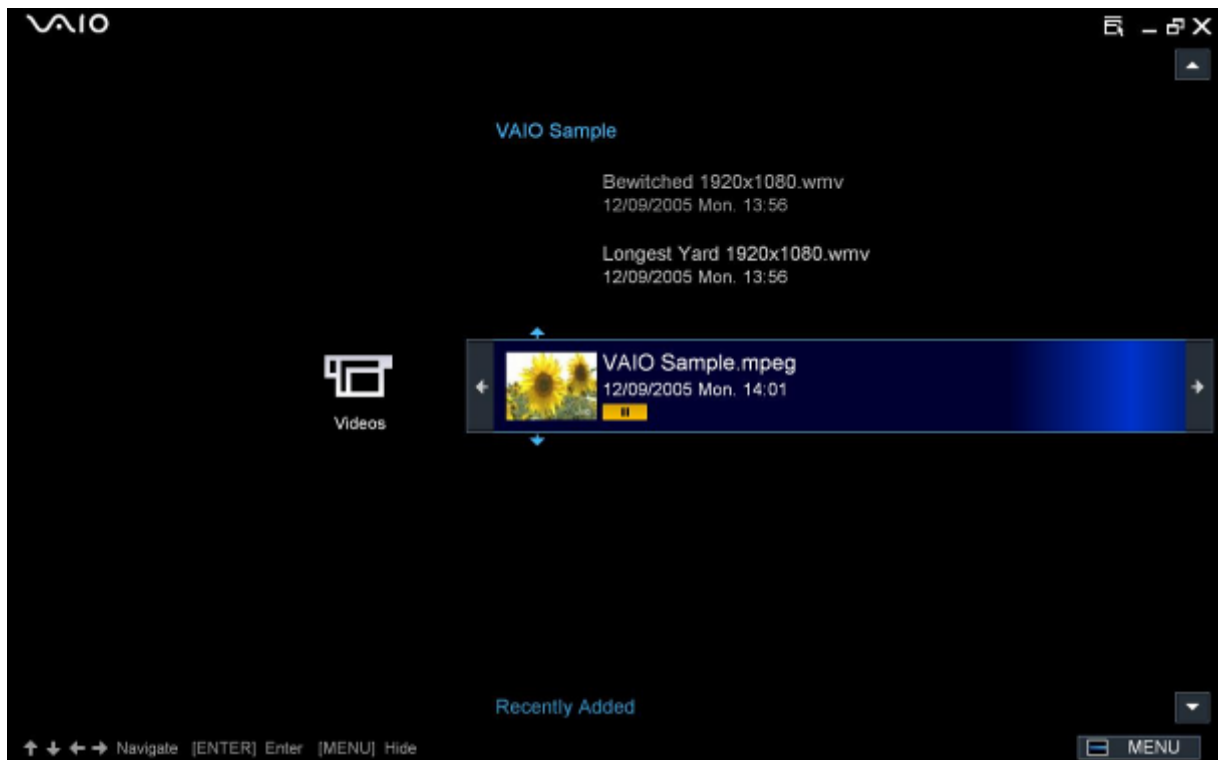 VAIO
VAIO Sample
Bewitched 1920x1080.wmv
12/09/2005 Mon. 13:56
Longest Yard 1920x1080.wmv
12/09/2005 Mon. 13:56
VAIO Sample.mpeg
12/09/2005 Mon. 14:01
Videos
Recently Added
Navigate [ENTER] Enter [MENU] Hide
MENU